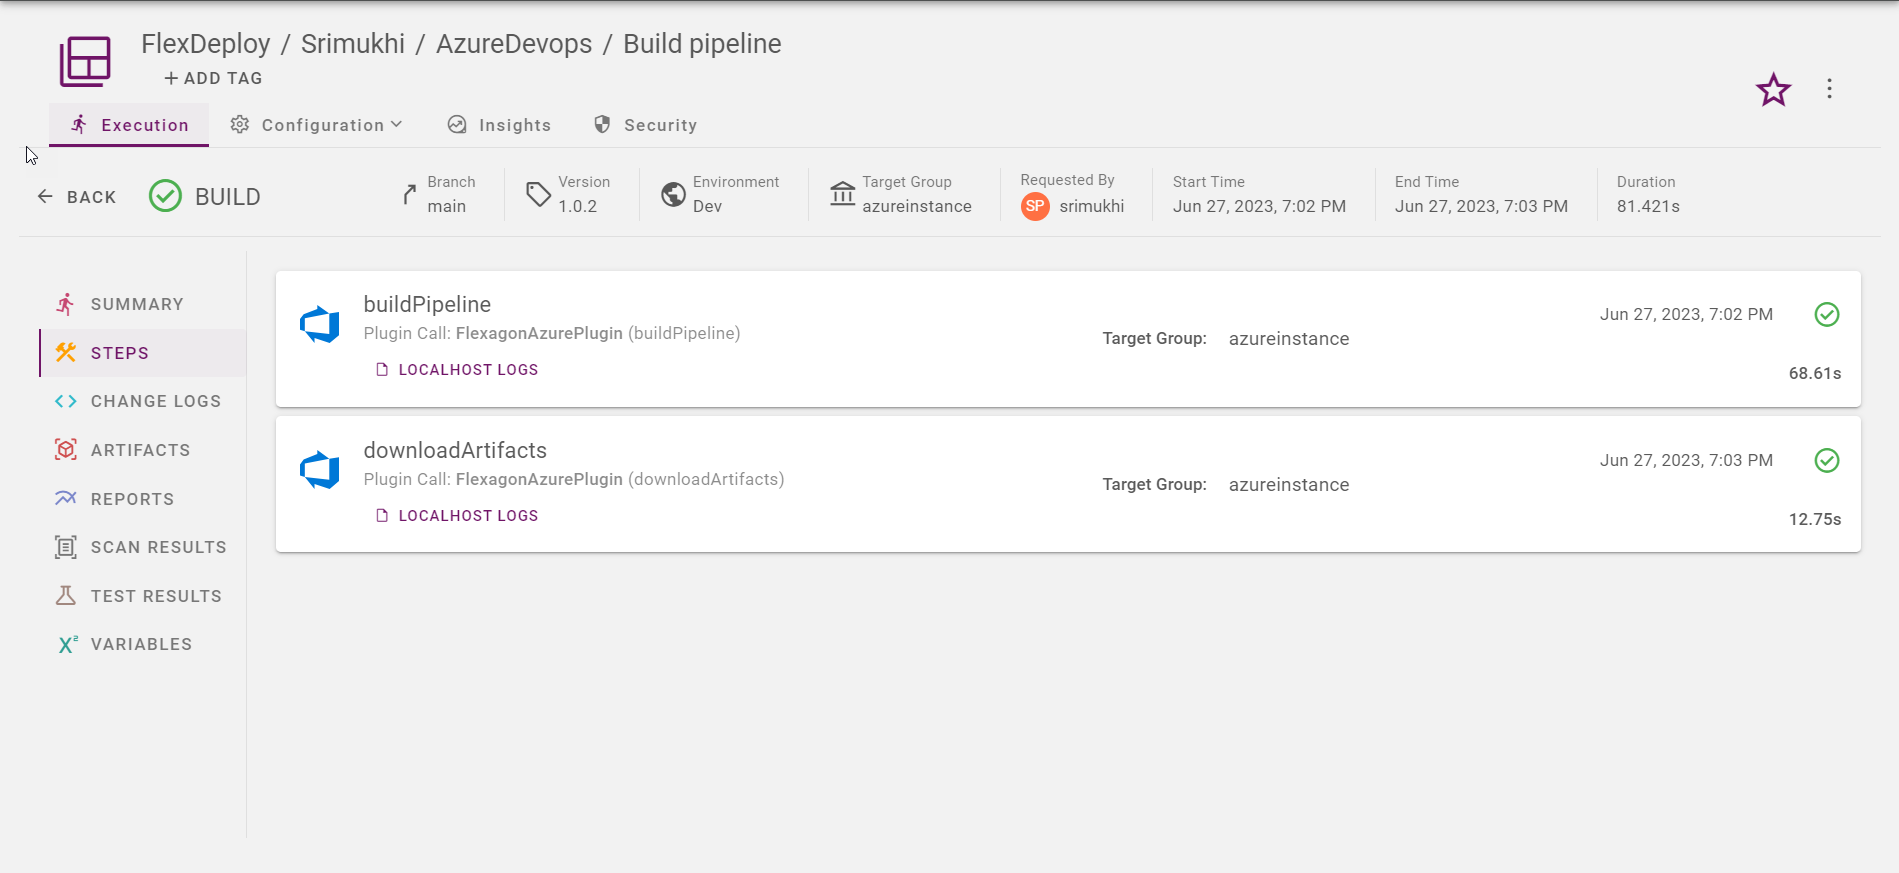 FlexDeploy / Srimukhi / AzureDevops / Build pipeline
+ ADD TAG
Execution Configuration Insights Security
BACK BUILD
Branch
main
Version
1.0.2
Environment
Dev
Target Group
azureinstance
Requested By
SP srimukhi
Start Time
Jun 27, 2023, 7:02 PM
End Time
Jun 27, 2023, 7:03 PM
Duration
81.421s
SUMMARY
STEPS
CHANGE LOGS
ARTIFACTS
REPORTS
SCAN RESULTS
TEST RESULTS
X² VARIABLES
buildPipeline
Plugin Call: FlexagonAzurePlugin (buildPipeline)
LOCALHOST LOGS
Target Group: azureinstance
Jun 27, 2023, 7:02 PM
68.61s
downloadArtifacts
Plugin Call: FlexagonAzurePlugin (downloadArtifacts)
LOCALHOST LOGS
Target Group: azureinstance
Jun 27, 2023, 7:03 PM
12.75s